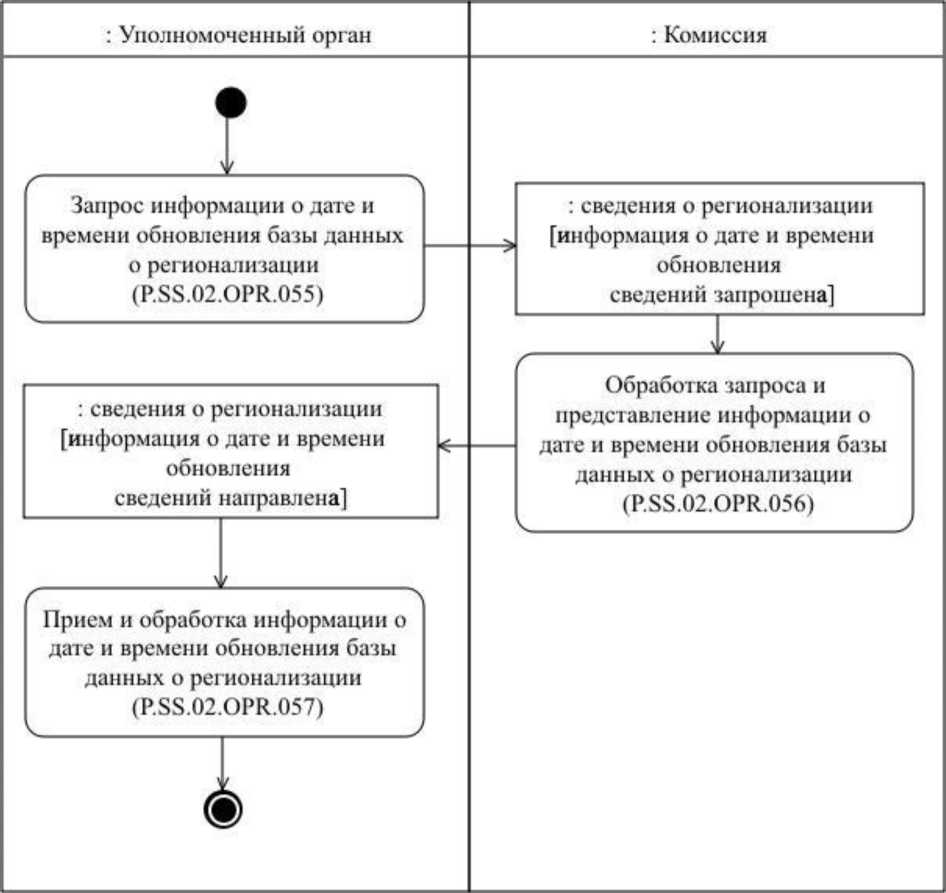 : Уполномоченный орган
: Комиссия
Запрос информации о дате и
времени обновления базы данных
о регионализации
(P.SS.02.OPR.055)
: сведения о регионализации
[информация о дате и времени
обновления
сведений запрошена]
Обработка запроса и
представление информации о
дате и времени обновления базы
данных о регионализации
(P.SS.02.OPR.056)
: сведения о регионализации
[информация о дате и времени
обновления
сведений направлена]
Прием и обработка информации о
дате и времени обновления базы
данных о регионализации
(P.SS.02.OPR.057)